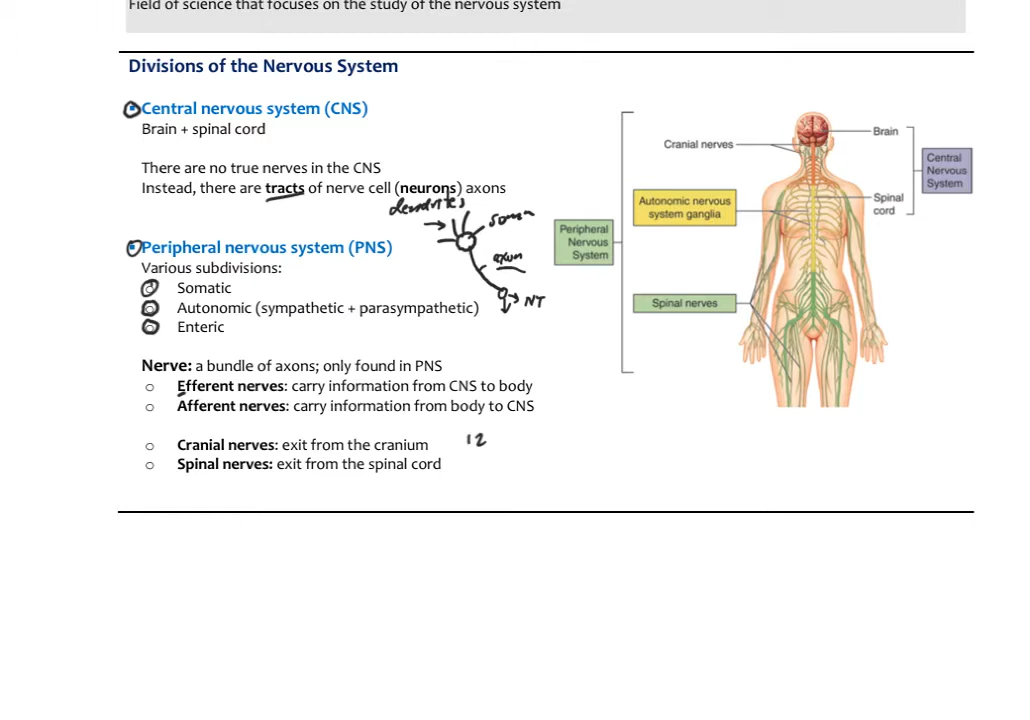 Field of science that focuses on the study of the nervous system
Divisions of the Nervous System
Central nervous system (CNS)
Brain + spinal cord
There are no true nerves in the CNS
Instead, there are tracts of nerve cell (neurons) axons
dendrites
soma
axon
NT
Peripheral nervous system (PNS)
Various subdivisions:
Somatic
Autonomic (sympathetic + parasympathetic)
Enteric
Nerve: a bundle of axons; only found in PNS
o Efferent nerves: carry information from CNS to body
o Afferent nerves: carry information from body to CNS
o Cranial nerves: exit from the cranium 12
o Spinal nerves: exit from the spinal cord
Peripheral
Nervous
System
Cranial nerves
Autonomic nervous
system ganglia
Spinal nerves
Brain
Spinal
cord
Central
Nervous
System